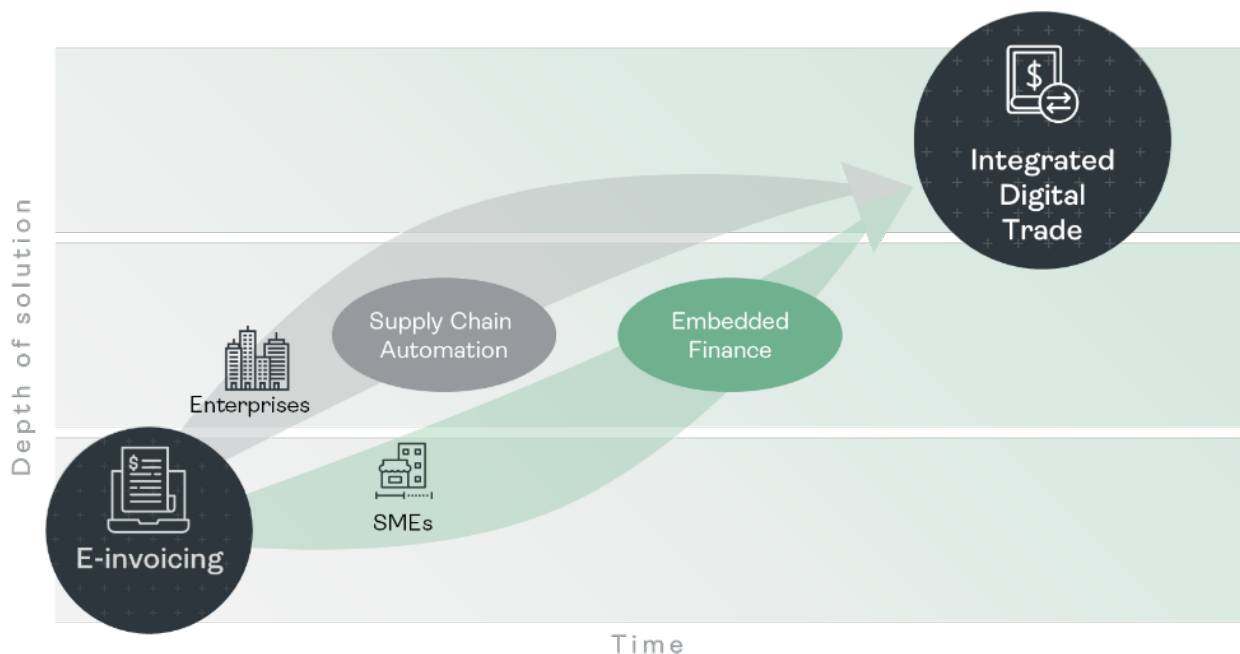 $
Integrated
Digital
Trade
Depth of solution
Supply Chain
Automation
Embedded
Finance
Enterprises
$
E-invoicing
SMEs
Time